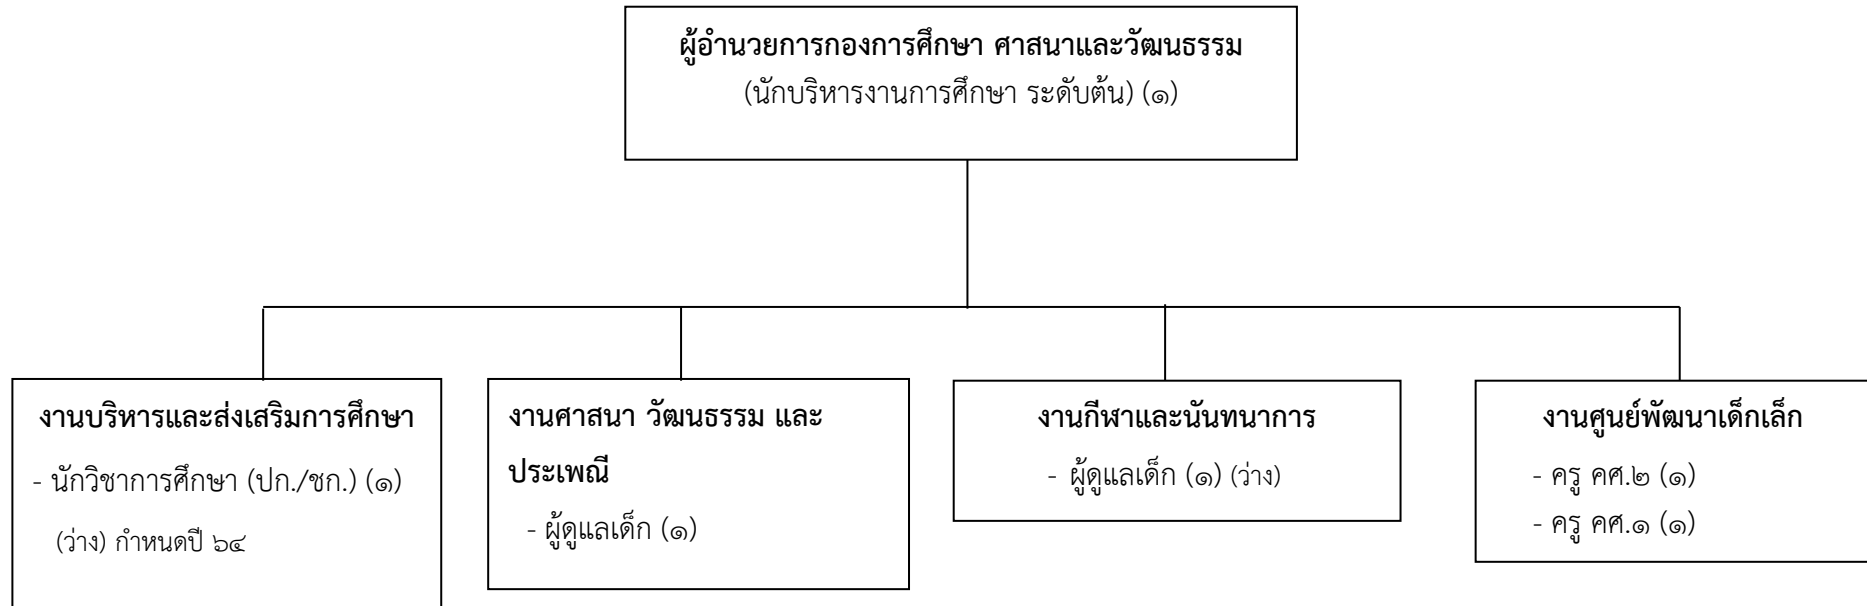 ผู้อำนวยการกองการศึกษา ศาสนาและวัฒนธรรม
(นักบริหารงานการศึกษา ระดับต้น) (๑)
งานบริหารและส่งเสริมการศึกษา
- นักวิชาการศึกษา (ปก./ชก.) (๑)
(ว่าง) กำหนดปี ๖๔
งานศาสนา วัฒนธรรม และ
ประเพณี
- ผู้ดูแลเด็ก (๑)
งานกีฬาและนันทนาการ
- ผู้ดูแลเด็ก (๑) (ว่าง)
งานศูนย์พัฒนาเด็กเล็ก
- ครู คศ.๒ (๑)
- ครู คศ.๑ (๑)